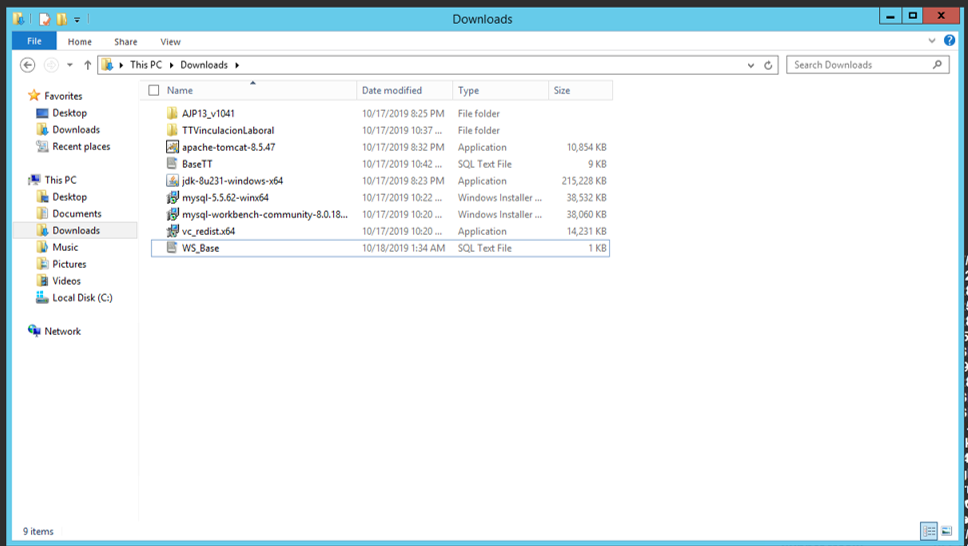 Downloads
File Home Share View
This PC Downloads
Search Downloads
Name Date modified Type Size
Favorites
Desktop
Downloads
Recent places
This PC
Desktop
Documents
Downloads
Music
Pictures
Videos
Local Disk (C:)
Network
AJP13_v1041 10/17/2019 8:25 PM File folder
TTVinculacionLaboral 10/17/2019 10:37 ... File folder
apache-tomcat-8.5.47 10/17/2019 8:32 PM Application 10,854 KB
BaseTT 10/17/2019 10:42 ... SQL Text File 9 KB
jdk-8u231-windows-x64 10/17/2019 8:23 PM Application 215,228 KB
mysql-5.5.62-winx64 10/17/2019 10:22 ... Windows Installer ... 38,532 KB
mysql-workbench-community-8.0.18... 10/17/2019 10:20 ... Windows Installer ... 38,060 KB
vc_redist.x64 10/17/2019 10:20 ... Application 14,231 KB
WS_Base 10/18/2019 1:34 AM SQL Text File 1 KB
9 items